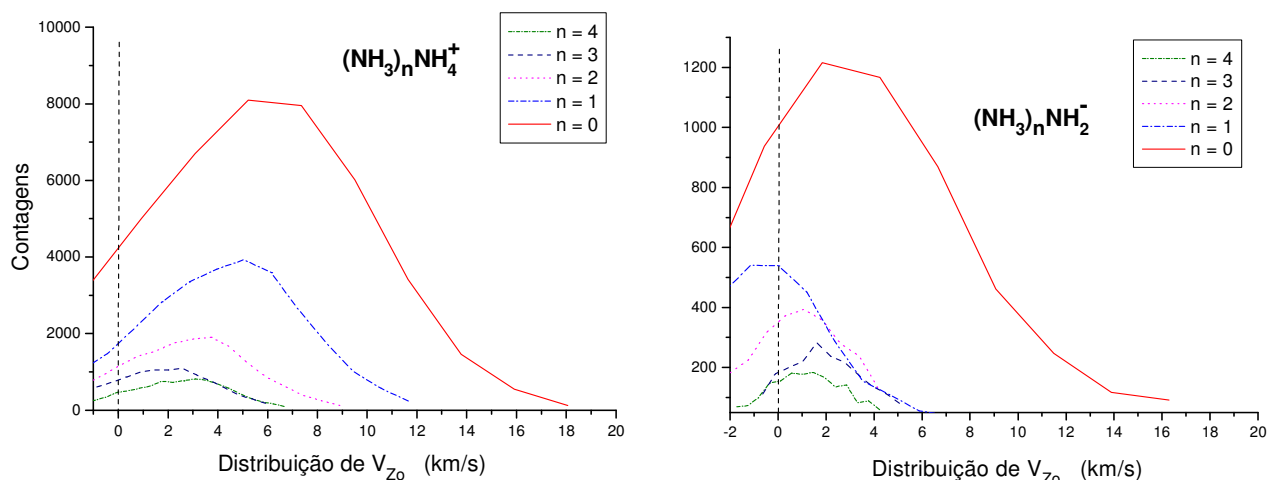 10000
8000
6000
4000
2000
0
Contagens
(NH3)nNH4+
n = 4
n = 3
n = 2
n = 1
n = 0
0 2 4 6 8 10 12 14 16 18 20
Distribuição de VZo (km/s)
1200
1000
800
600
400
200
(NH3)nNH2-
n = 4
n = 3
n = 2
n = 1
n = 0
-2 0 2 4 6 8 10 12 14 16 18 20
Distribuição de VZo (km/s)